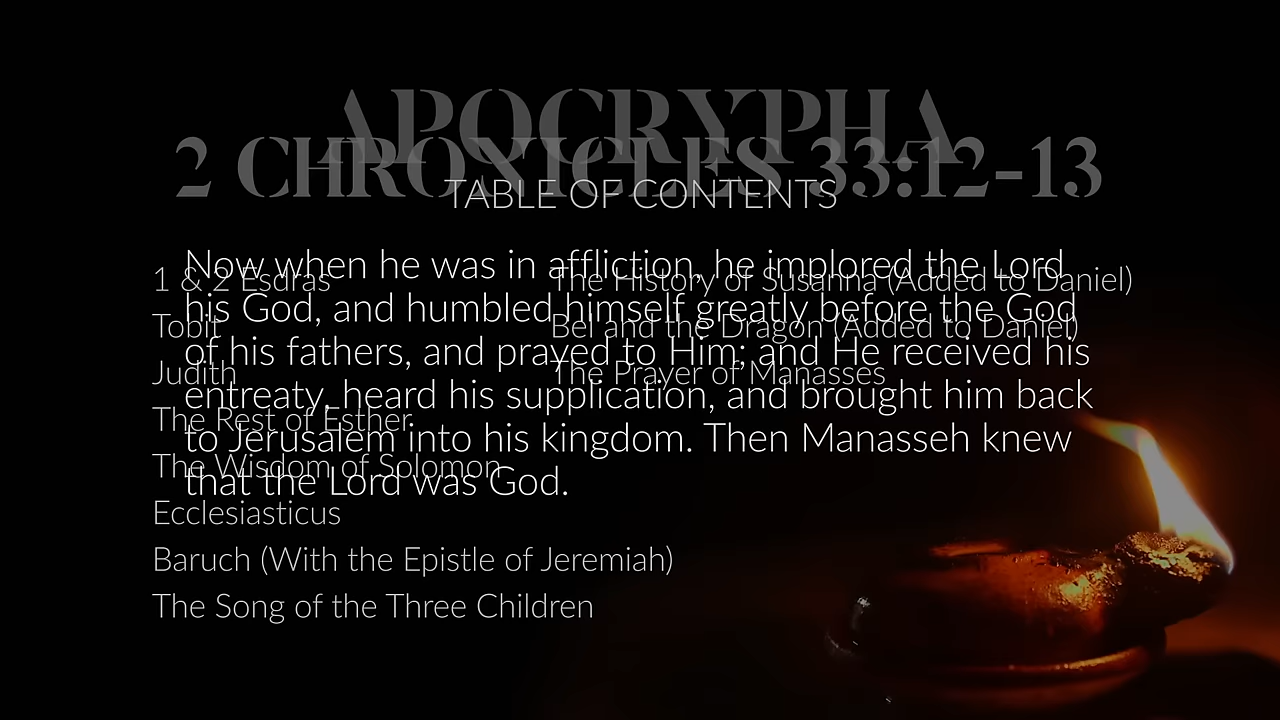 APOCRYPHA
TABLE OF CONTENTS
1 & 2 Esdras
Tobit
Judith
The Rest of Esther
The Wisdom of Solomon
Ecclesiasticus
Baruch (With the Epistle of Jeremiah)
The Song of the Three Children
The History of Susanna (Added to Daniel)
Bel and the Dragon (Added to Daniel)
The Prayer of Manasses
2 CHRONICLES 33:12-13
Now when he was in affliction, he implored the Lord
his God, and humbled himself greatly before the God
of his fathers, and prayed to Him; and He received his
entreaty, heard his supplication, and brought him back
to Jerusalem into his kingdom. Then Manasseh knew
that the Lord was God.